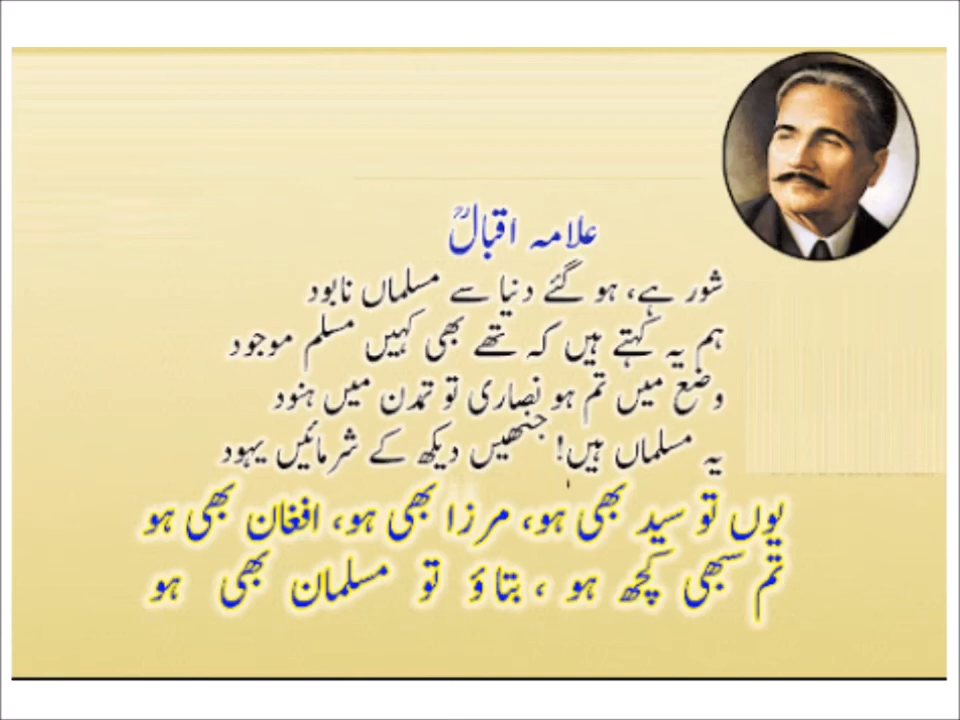 علامہ اقبالؒ
شور ہے، ہو گئے دنیا سے مسلماں نابود
ہم یہ کہتے ہیں کہ تھے بھی کہیں مسلم موجود
وضع میں تم ہو نصاریٰ تو تمدن میں ہنود
یہ مسلماں ہیں! جنھیں دیکھ کے شرمائیں یہود
یوں تو سید بھی ہو، مرزا بھی ہو، افغان بھی ہو
تم سبھی کچھ ہو ، بتاؤ تو مسلمان بھی ہو